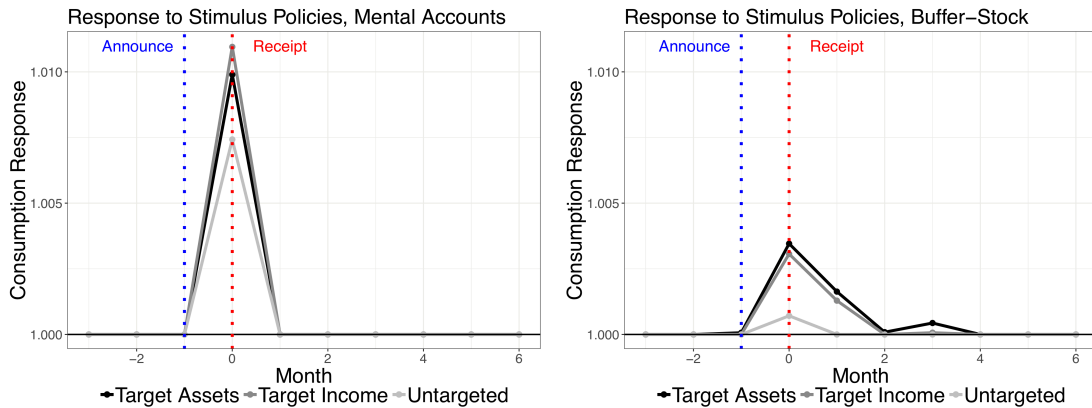 Response to Stimulus Policies, Mental Accounts
Announce
Receipt
1.010
1.005
1.000
Consumption Response
−2
0
2
4
6
Month
Target Assets Target Income Untargeted
Response to Stimulus Policies, Buffer−Stock
Announce
Receipt
1.010
1.005
1.000
Consumption Response
−2
0
2
4
6
Month
Target Assets Target Income Untargeted